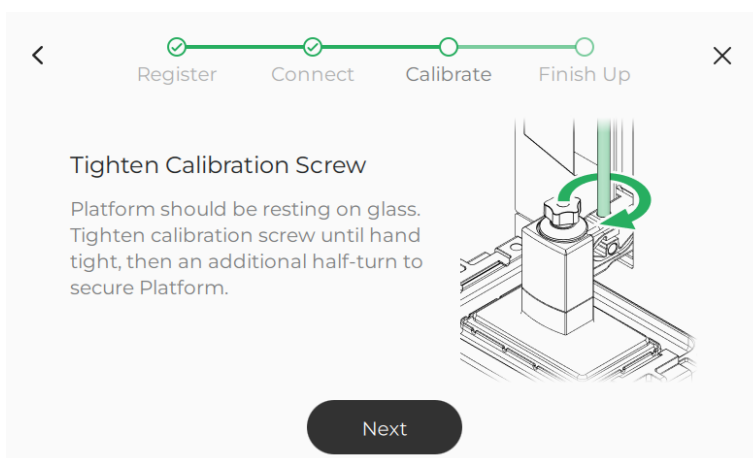 Register Connect Calibrate Finish Up
Tighten Calibration Screw
Platform should be resting on glass.
Tighten calibration screw until hand
tight, then an additional half-turn to
secure Platform.
Next